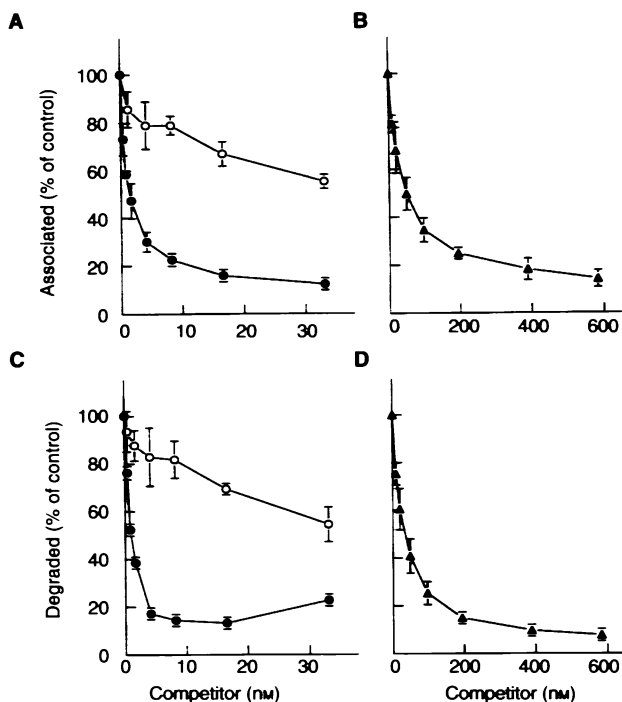 A
B
Associated (% of control)
100
80
60
40
20
0
0 10 20 30
0 200 400 600
C
D
Degraded (% of control)
100
80
60
40
20
0
0 10 20 30
0 200 400 600
Competitor (nM)
Competitor (nM)